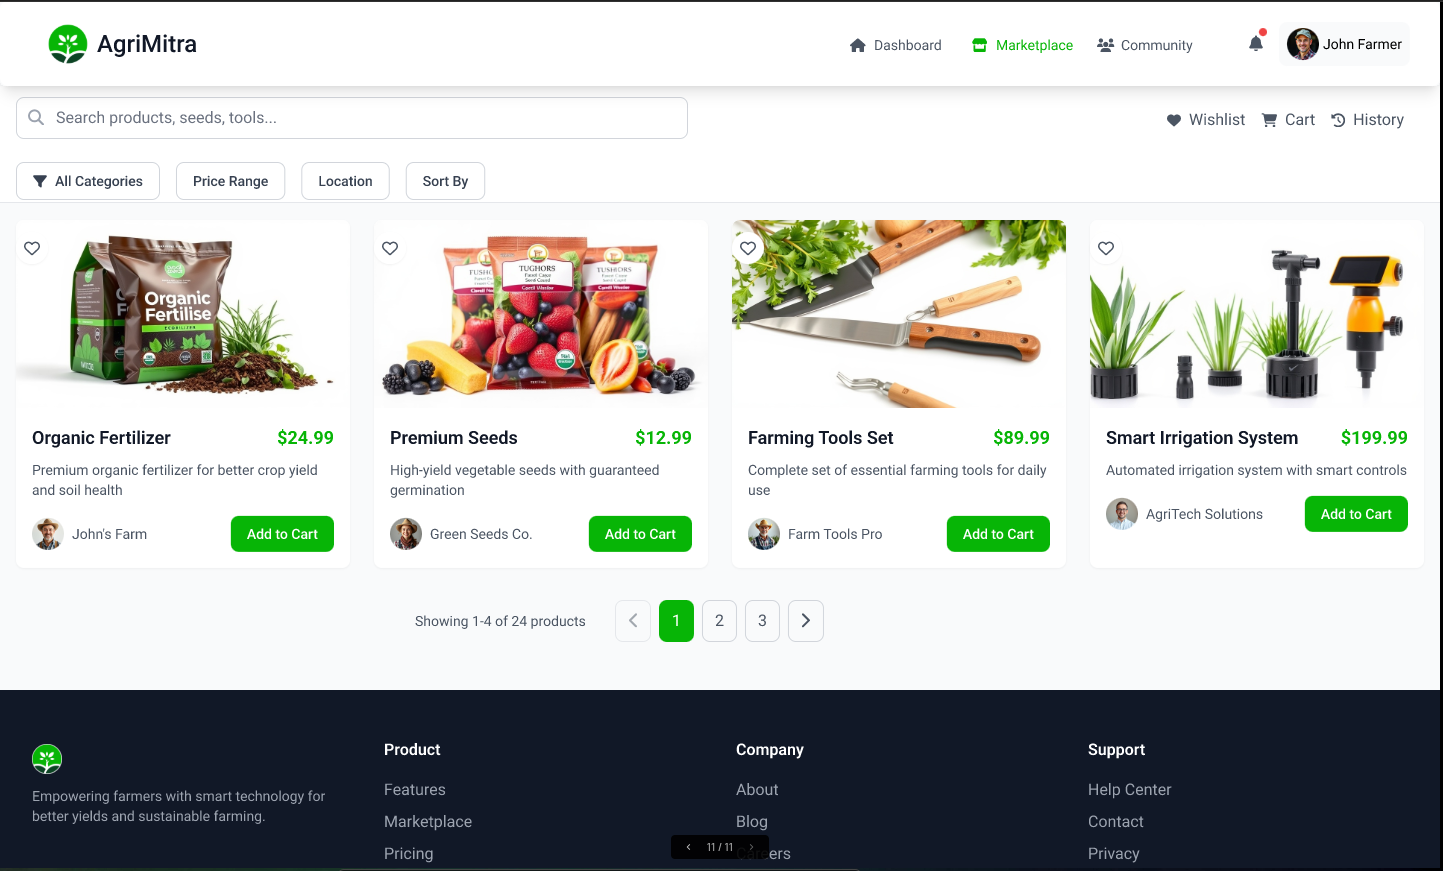 AgriMitra
Dashboard
Marketplace
Community
John Farmer
Search products, seeds, tools...
Wishlist
Cart
History
All Categories
Price Range
Location
Sort By
Organic
Fertilise
FERTILIZER
TUGHORS
Organic Fertilizer
$24.99
Premium organic fertilizer for better crop yield
and soil health
John's Farm
Add to Cart
Premium Seeds
$12.99
High-yield vegetable seeds with guaranteed
germination
Green Seeds Co.
Add to Cart
Farming Tools Set
$89.99
Complete set of essential farming tools for daily
use
Farm Tools Pro
Add to Cart
Smart Irrigation System
$199.99
Automated irrigation system with smart controls
AgriTech Solutions
Add to Cart
Showing 1-4 of 24 products
1
2
3
Empowering farmers with smart technology for
better yields and sustainable farming.
Product
Features
Marketplace
Pricing
Company
About
Blog
Careers
Support
Help Center
Contact
Privacy
11 / 11